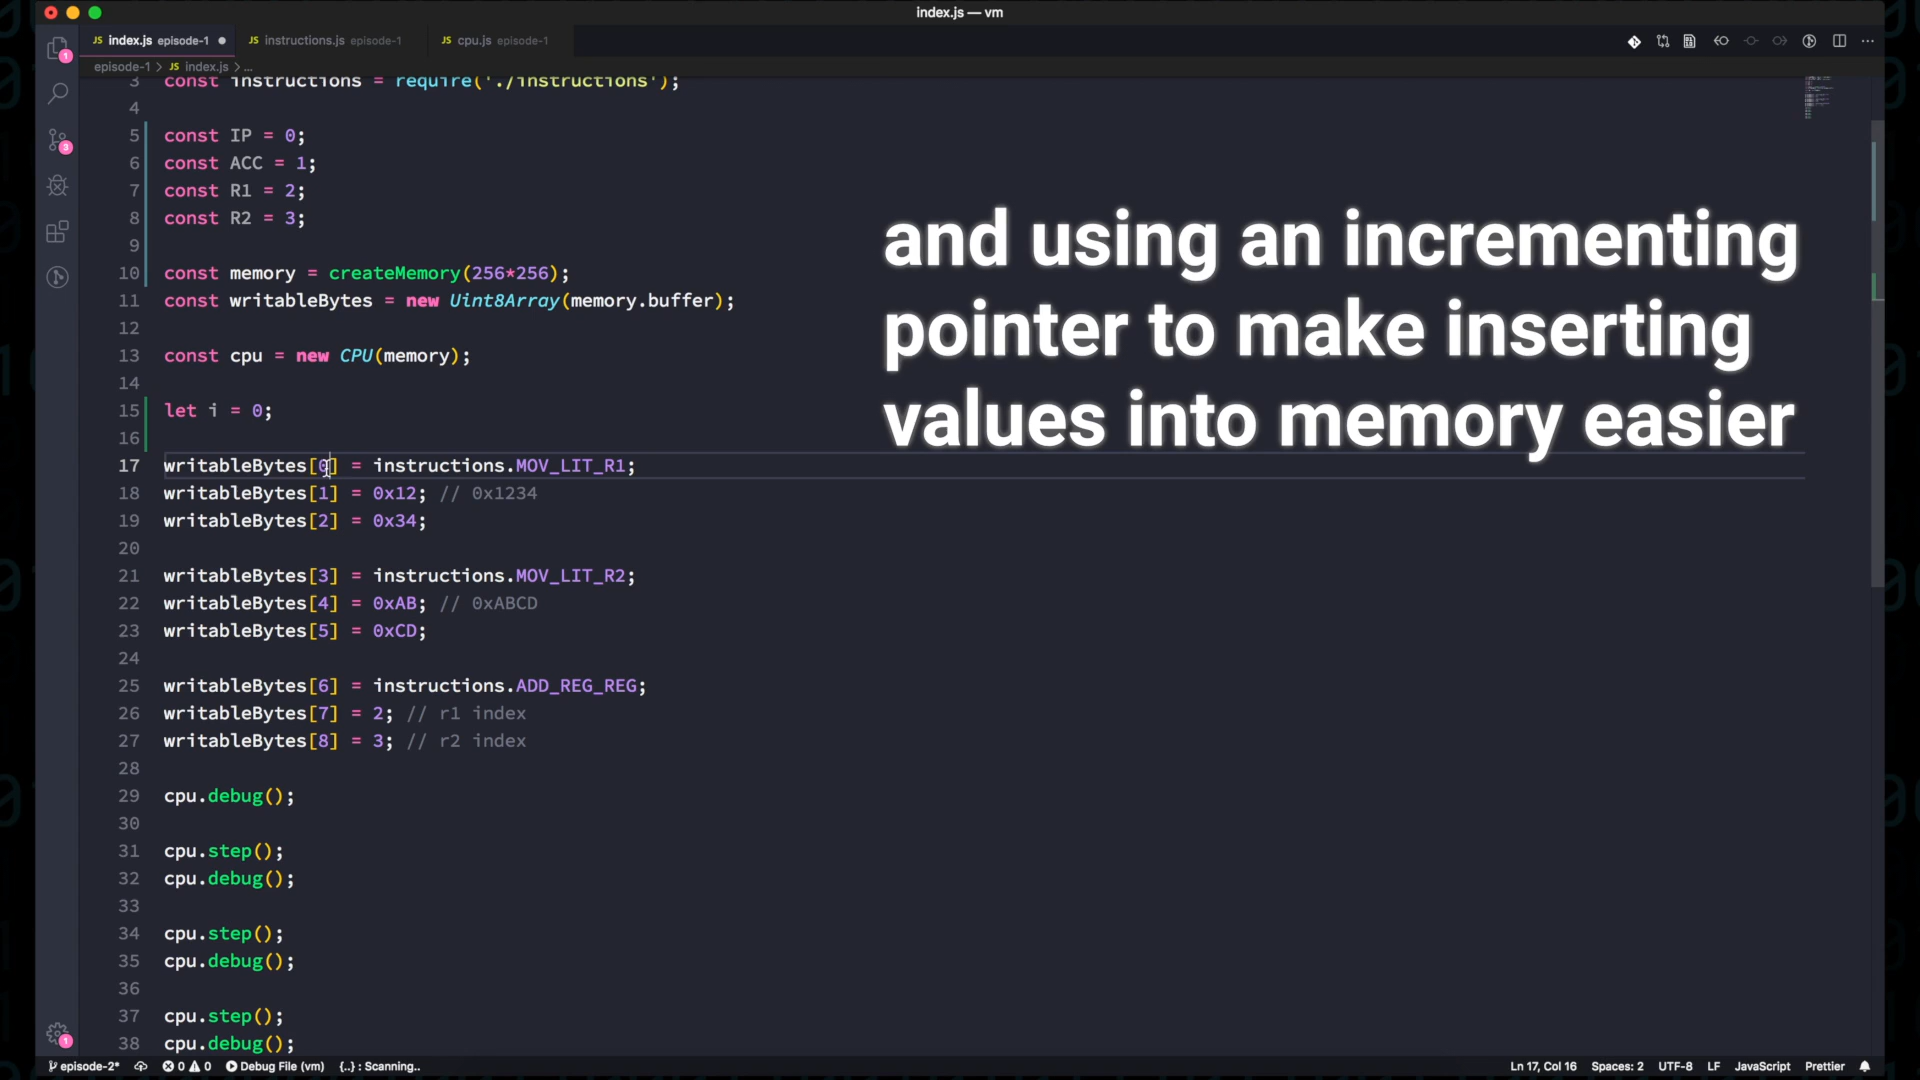 index.js — vm
JS index.js episode-1 ●
JS instructions.js episode-1
JS cpu.js episode-1
episode-1 > JS index.js > ...
3 const instructions = require('./instructions');
4
5 const IP = 0;
6 const ACC = 1;
7 const R1 = 2;
8 const R2 = 3;
9
10 const memory = createMemory(256*256);
11 const writableBytes = new Uint8Array(memory.buffer);
12
13 const cpu = new CPU(memory);
14
15 let i = 0;
16
17 writableBytes[0] = instructions.MOV_LIT_R1;
18 writableBytes[1] = 0x12; // 0x1234
19 writableBytes[2] = 0x34;
20
21 writableBytes[3] = instructions.MOV_LIT_R2;
22 writableBytes[4] = 0xAB; // 0xABCD
23 writableBytes[5] = 0xCD;
24
25 writableBytes[6] = instructions.ADD_REG_REG;
26 writableBytes[7] = 2; // r1 index
27 writableBytes[8] = 3; // r2 index
28
29 cpu.debug();
30
31 cpu.step();
32 cpu.debug();
33
34 cpu.step();
35 cpu.debug();
36
37 cpu.step();
38 cpu.debug();
and using an incrementing
pointer to make inserting
values into memory easier
1
3
1
episode-2* 0 0 Debug File (vm) {..} : Scanning..
Ln 17, Col 16 Spaces: 2 UTF-8 LF JavaScript Prettier